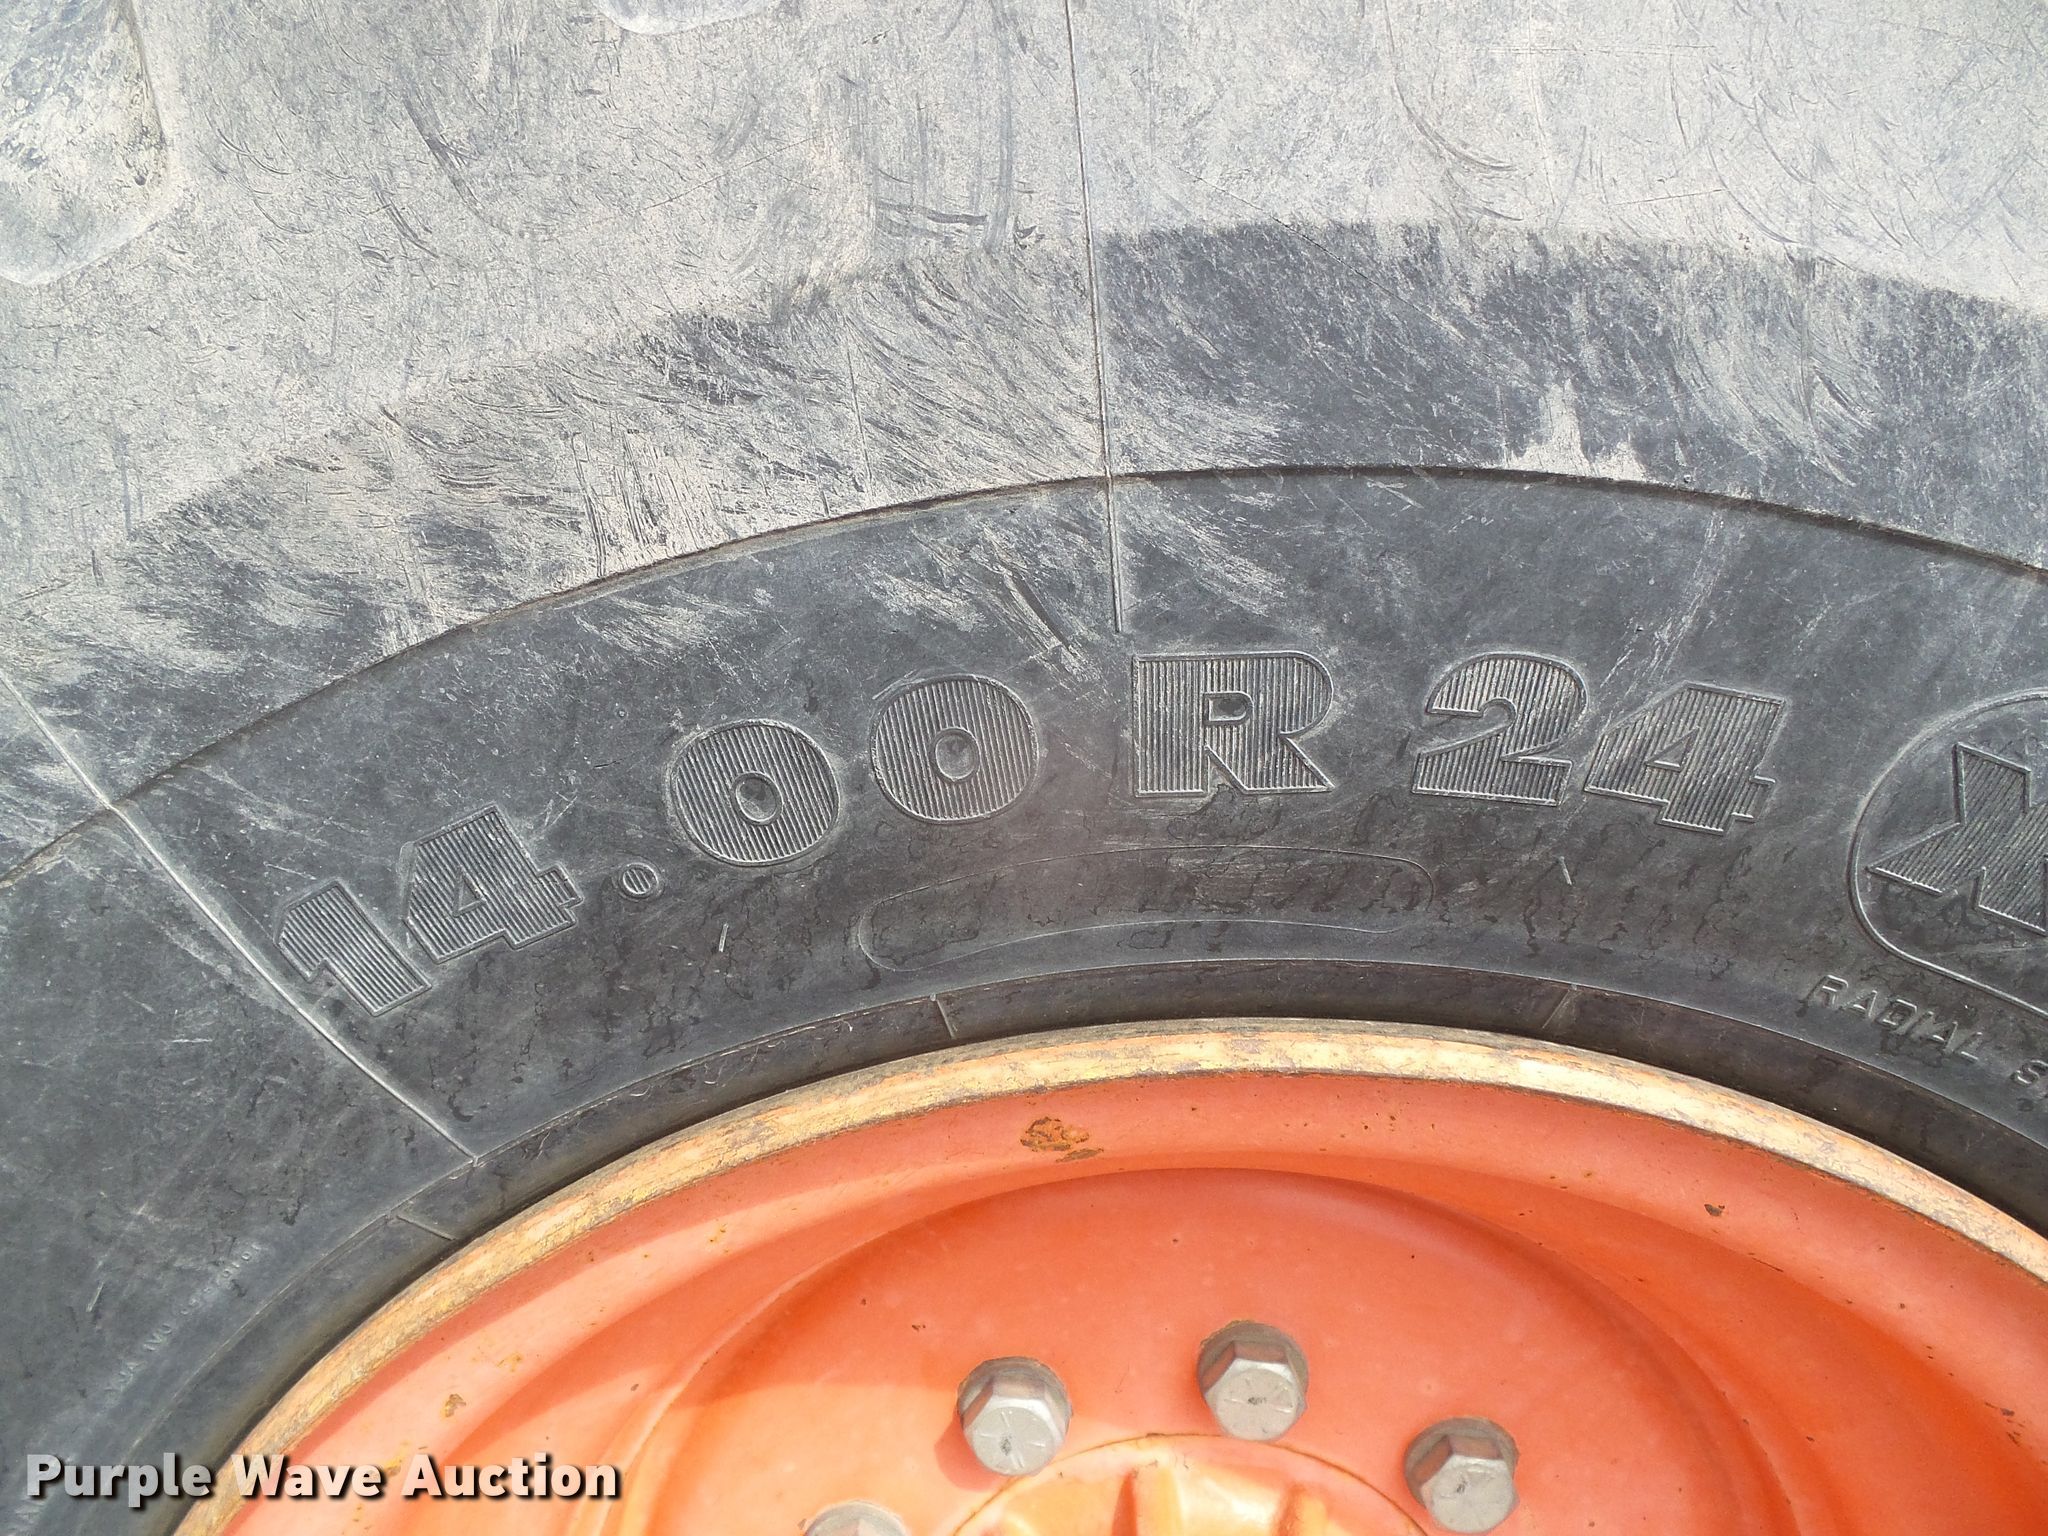 14.00 R 24 X
RADIAL
Purple Wave Auction